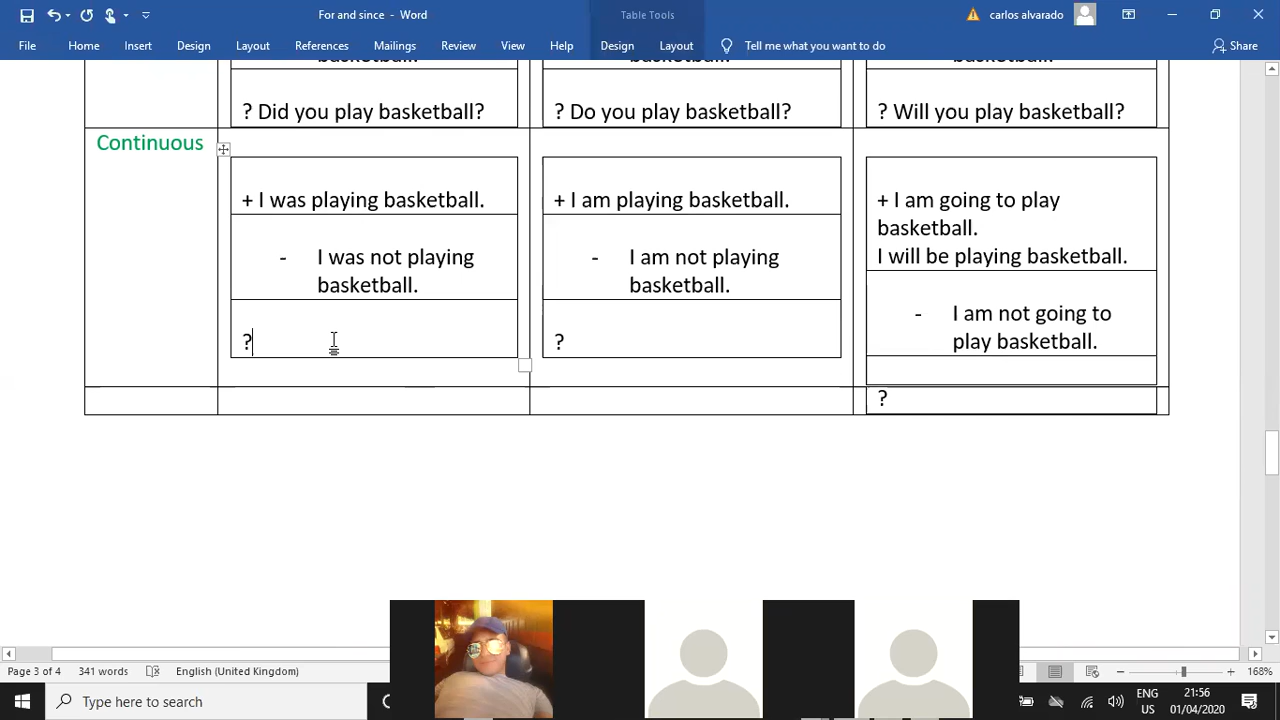 For and since - Word
Table Tools
carlos alvarado
File Home Insert Design Layout References Mailings Review View Help Design Layout Tell me what you want to do Share
? Did you play basketball?
? Do you play basketball?
? Will you play basketball?
Continuous
+ I was playing basketball.
- I was not playing
basketball.
?
+ I am playing basketball.
- I am not playing
basketball.
?
+ I am going to play
basketball.
I will be playing basketball.
- I am not going to
play basketball.
?
Page 3 of 4 341 words English (United Kingdom) 168%
Type here to search
ENG
US
21:56
01/04/2020